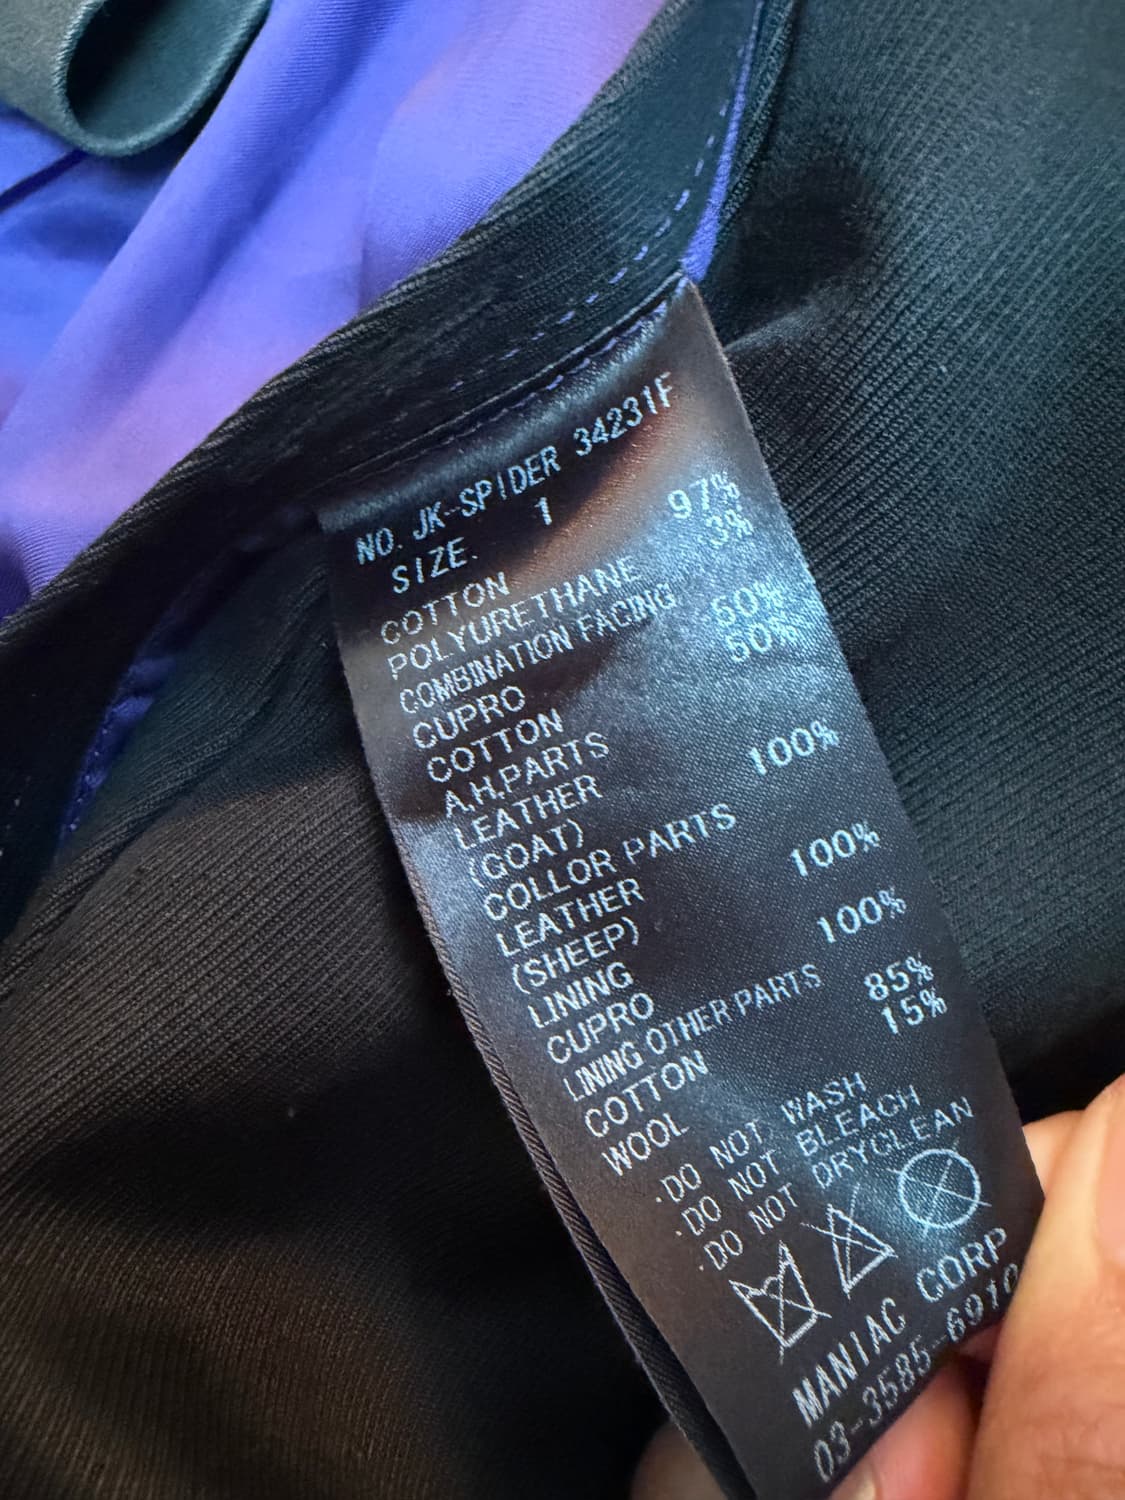 NO. JK-SPIDER 34231F
SIZE. 1
COTTON 97%
POLYURETHANE 3%
COMBINATION FACING
CUPRO 50%
COTTON 50%
A.H.PARTS
LEATHER 100%
(GOAT)
COLLOR PARTS
LEATHER 100%
(SHEEP)
LINING
CUPRO 100%
LINING OTHER PARTS
COTTON 85%
WOOL 15%
.DO NOT WASH
.DO NOT BLEACH
.DO NOT DRYCLEAN
MANIAC CORP
03-3585-6910